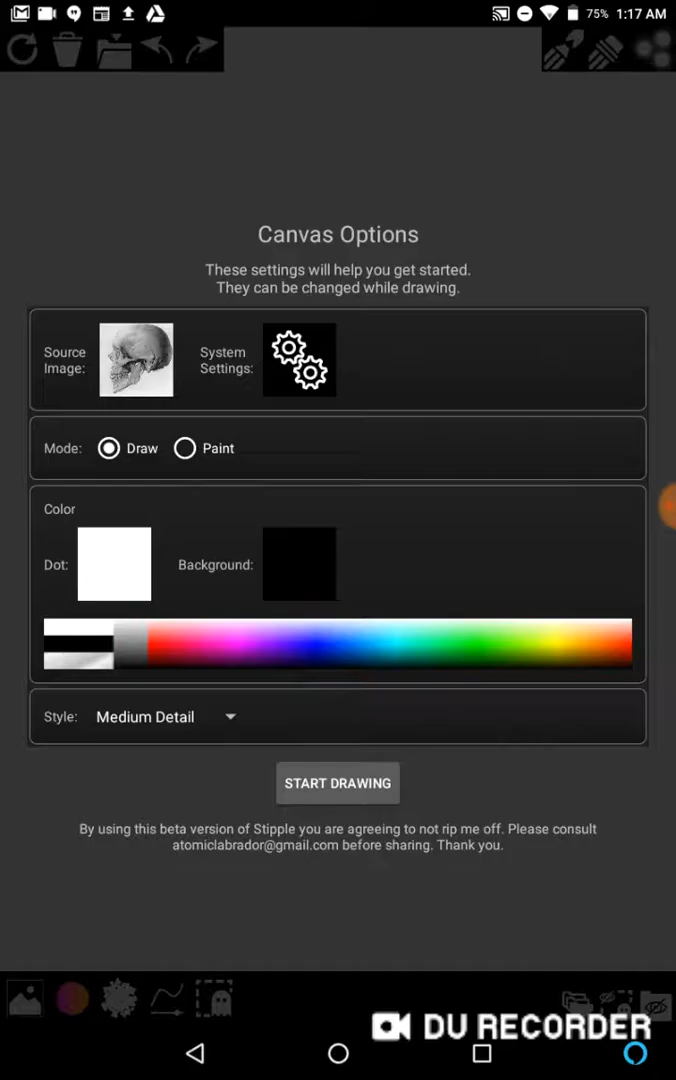 75% 1:17 AM
Canvas Options
These settings will help you get started.
They can be changed while drawing.
Source
Image:
System
Settings:
Mode: Draw Paint
Color
Dot: Background:
Style: Medium Detail
START DRAWING
By using this beta version of Stipple you are agreeing to not rip me off. Please consult
atomiclabrador@gmail.com before sharing. Thank you.
DU RECORDER